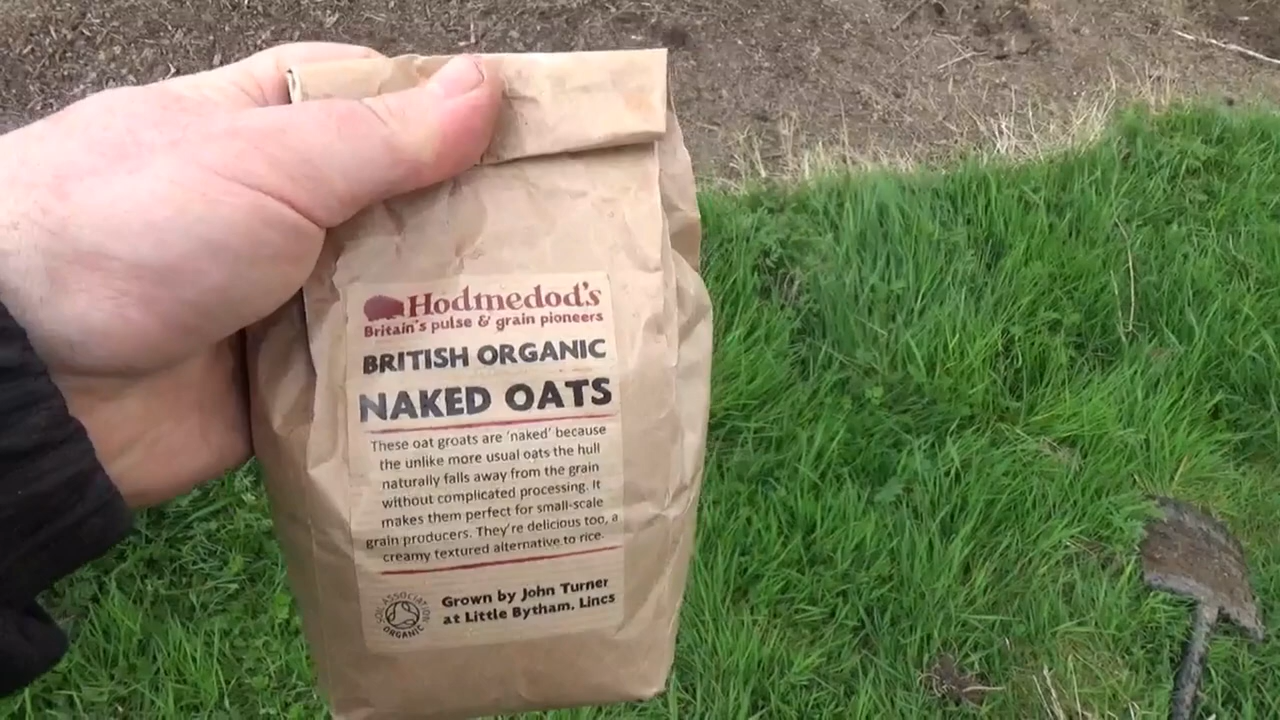 Hodmedod's
Britain's pulse & grain pioneers
BRITISH ORGANIC
NAKED OATS
These oat groats are 'naked' because
the unlike more usual oats the hull
naturally falls away from the grain
without complicated processing. It
makes them perfect for small-scale
grain producers. They're delicious too, a
creamy textured alternative to rice.
SOIL ASSOCIATION
ORGANIC
Grown by John Turner
at Little Bytham, Lincs